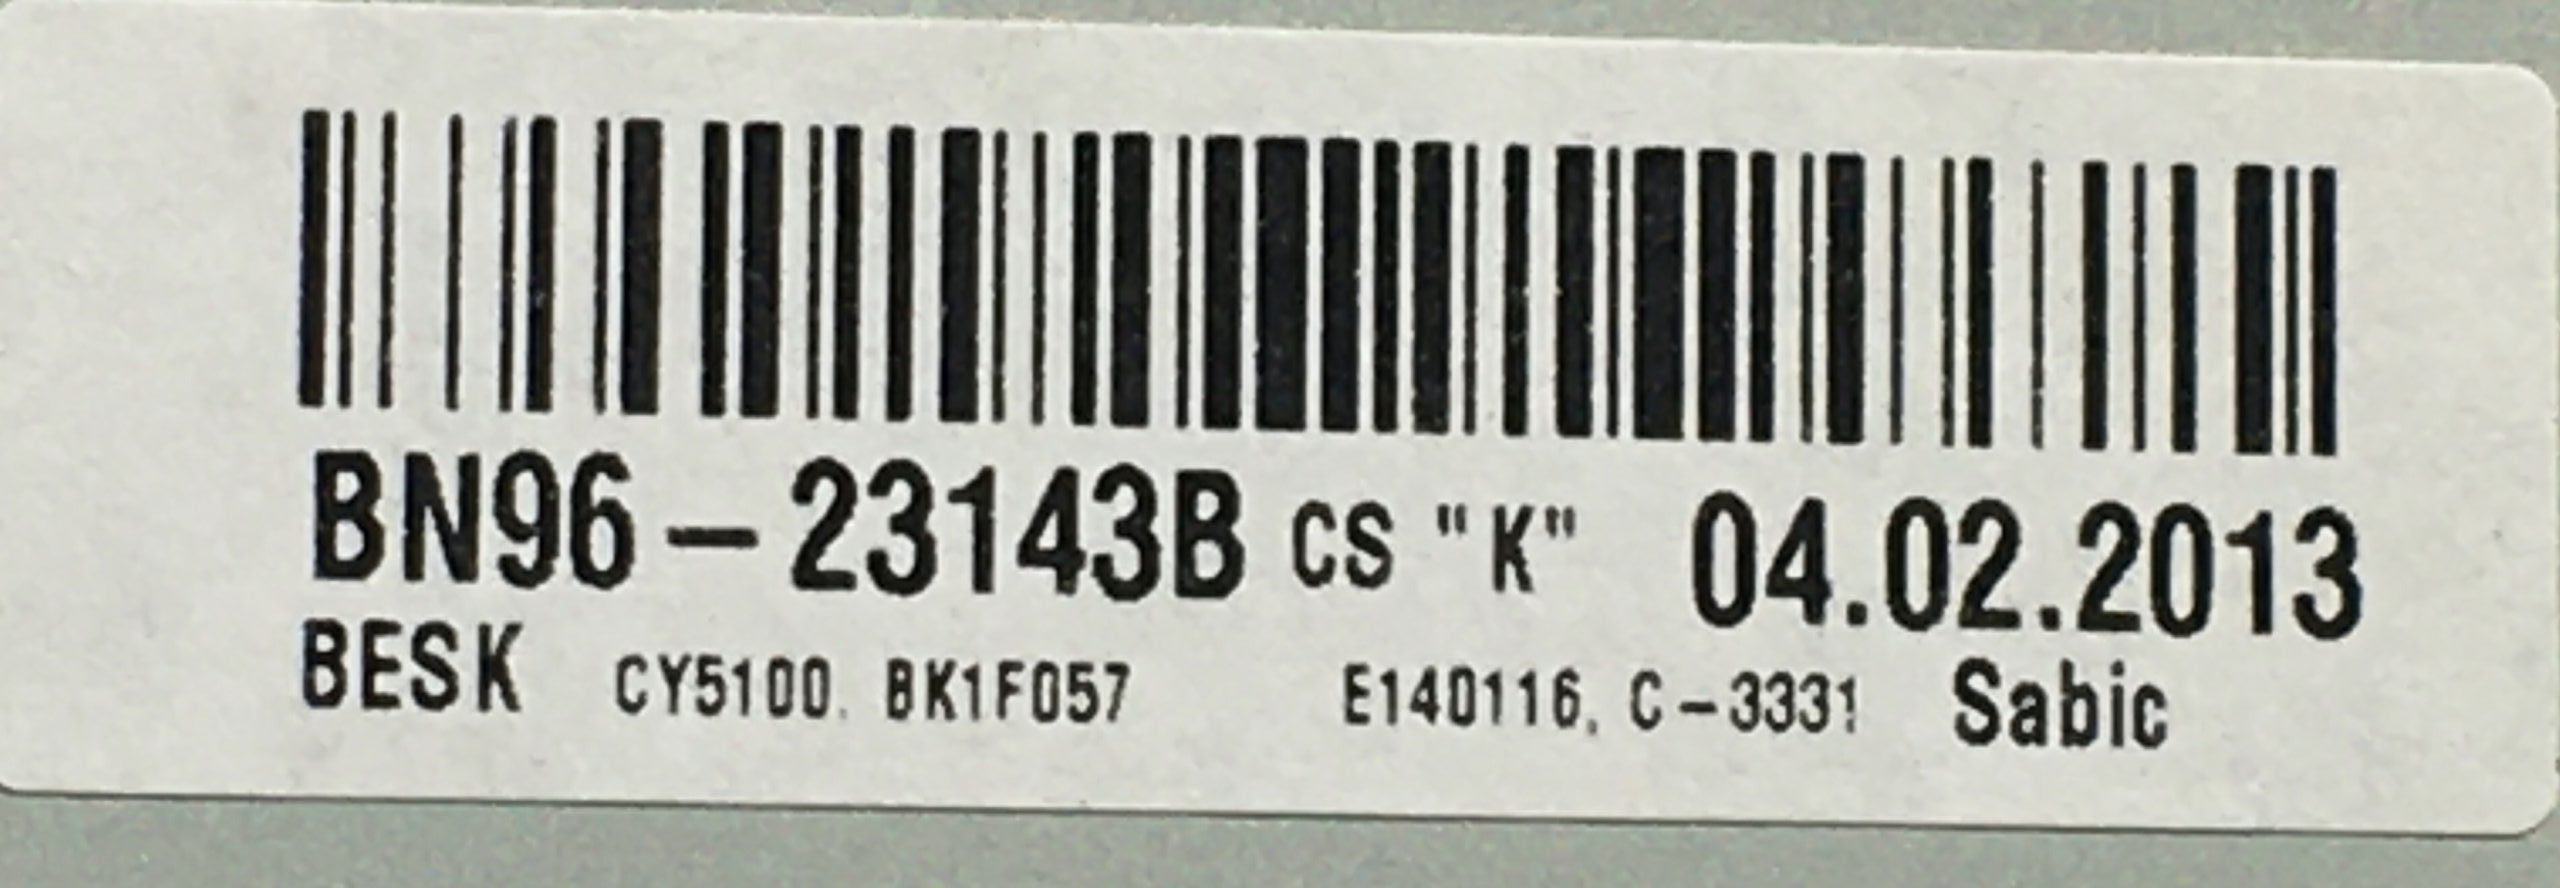 BN96-23143B CS "K" 04.02.2013
BESK CY5100. BK1F057 E140116, C-3331 Sabic